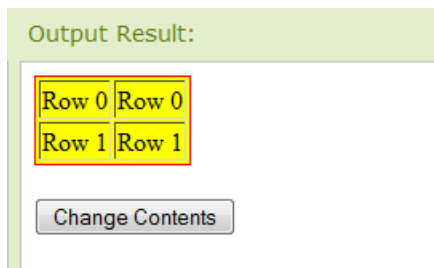 Output Result:
Row 0 Row 0
Row 1 Row 1
Change Contents